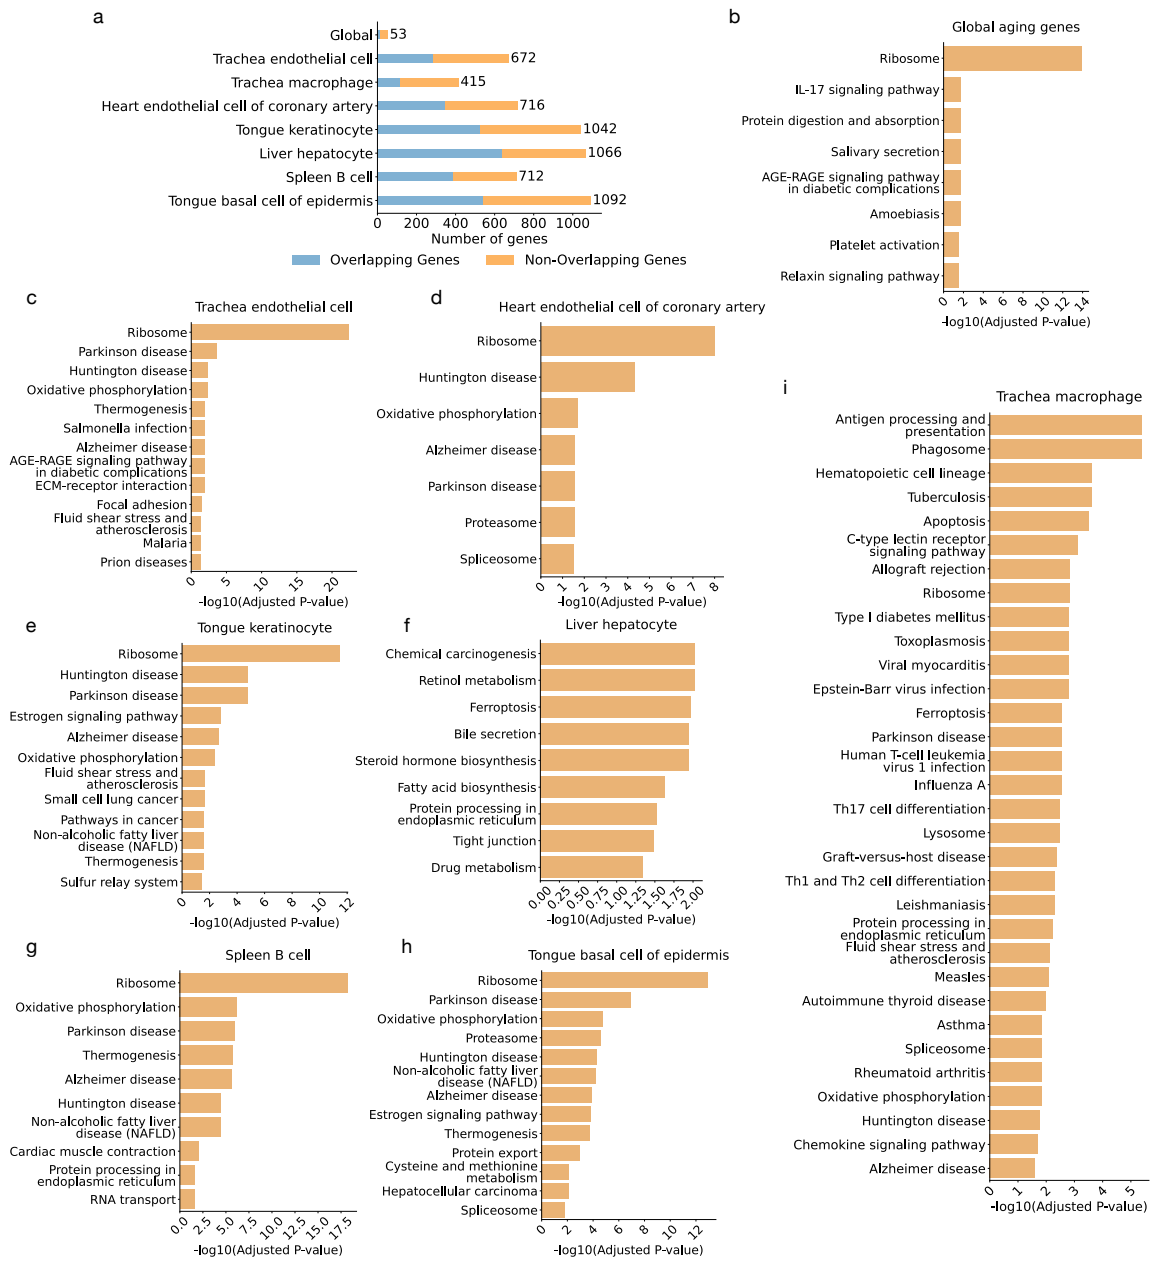 a
Global
53
Trachea endothelial cell
672
Trachea macrophage
415
Heart endothelial cell of coronary artery
716
Tongue keratinocyte
1042
Liver hepatocyte
1066
Spleen B cell
712
Tongue basal cell of epidermis
1092
0 200 400 600 800 1000
Number of genes
Overlapping Genes
Non-Overlapping Genes
b
Global aging genes
Ribosome
IL-17 signaling pathway
Protein digestion and absorption
Salivary secretion
AGE-RAGE signaling pathway
in diabetic complications
Amoebiasis
Platelet activation
Relaxin signaling pathway
0 2 4 6 8 10 12 14
-log10(Adjusted P-value)
c
Trachea endothelial cell
Ribosome
Parkinson disease
Huntington disease
Oxidative phosphorylation
Thermogenesis
Salmonella infection
Alzheimer disease
AGE-RAGE signaling pathway
in diabetic complications
ECM-receptor interaction
Focal adhesion
Fluid shear stress and
atherosclerosis
Malaria
Prion diseases
0 5 10 15 20
-log10(Adjusted P-value)
d
Heart endothelial cell of coronary artery
Ribosome
Huntington disease
Oxidative phosphorylation
Alzheimer disease
Parkinson disease
Proteasome
Spliceosome
0 1 2 3 4 5 6 7 8
-log10(Adjusted P-value)
e
Tongue keratinocyte
Ribosome
Huntington disease
Parkinson disease
Estrogen signaling pathway
Alzheimer disease
Oxidative phosphorylation
Fluid shear stress and
atherosclerosis
Small cell lung cancer
Pathways in cancer
Non-alcoholic fatty liver
disease (NAFLD)
Thermogenesis
Sulfur relay system
0 2 4 6 8 10 12
-log10(Adjusted P-value)
f
Liver hepatocyte
Chemical carcinogenesis
Retinol metabolism
Ferroptosis
Bile secretion
Steroid hormone biosynthesis
Fatty acid biosynthesis
Protein processing in
endoplasmic reticulum
Tight junction
Drug metabolism
0.00 0.25 0.50 0.75 1.00 1.25 1.50 1.75 2.00
-log10(Adjusted P-value)
g
Spleen B cell
Ribosome
Oxidative phosphorylation
Parkinson disease
Thermogenesis
Alzheimer disease
Huntington disease
Non-alcoholic fatty liver
disease (NAFLD)
Cardiac muscle contraction
Protein processing in
endoplasmic reticulum
RNA transport
0.0 2.5 5.0 7.5 10.0 12.5 15.0 17.5
-log10(Adjusted P-value)
h
Tongue basal cell of epidermis
Ribosome
Parkinson disease
Oxidative phosphorylation
Proteasome
Huntington disease
Non-alcoholic fatty liver
disease (NAFLD)
Alzheimer disease
Estrogen signaling pathway
Thermogenesis
Protein export
Cysteine and methionine
metabolism
Hepatocellular carcinoma
Spliceosome
0 2 4 6 8 10 12
-log10(Adjusted P-value)
i
Trachea macrophage
Antigen processing and
presentation
Phagosome
Hematopoietic cell lineage
Tuberculosis
Apoptosis
C-type lectin receptor
signaling pathway
Allograft rejection
Ribosome
Type I diabetes mellitus
Toxoplasmosis
Viral myocarditis
Epstein-Barr virus infection
Ferroptosis
Parkinson disease
Human T-cell leukemia
virus 1 infection
Influenza A
Th17 cell differentiation
Lysosome
Graft-versus-host disease
Th1 and Th2 cell differentiation
Leishmaniasis
Protein processing in
endoplasmic reticulum
Fluid shear stress and
atherosclerosis
Measles
Autoimmune thyroid disease
Asthma
Spliceosome
Rheumatoid arthritis
Oxidative phosphorylation
Huntington disease
Chemokine signaling pathway
Alzheimer disease
0 1 2 3 4 5
-log10(Adjusted P-value)